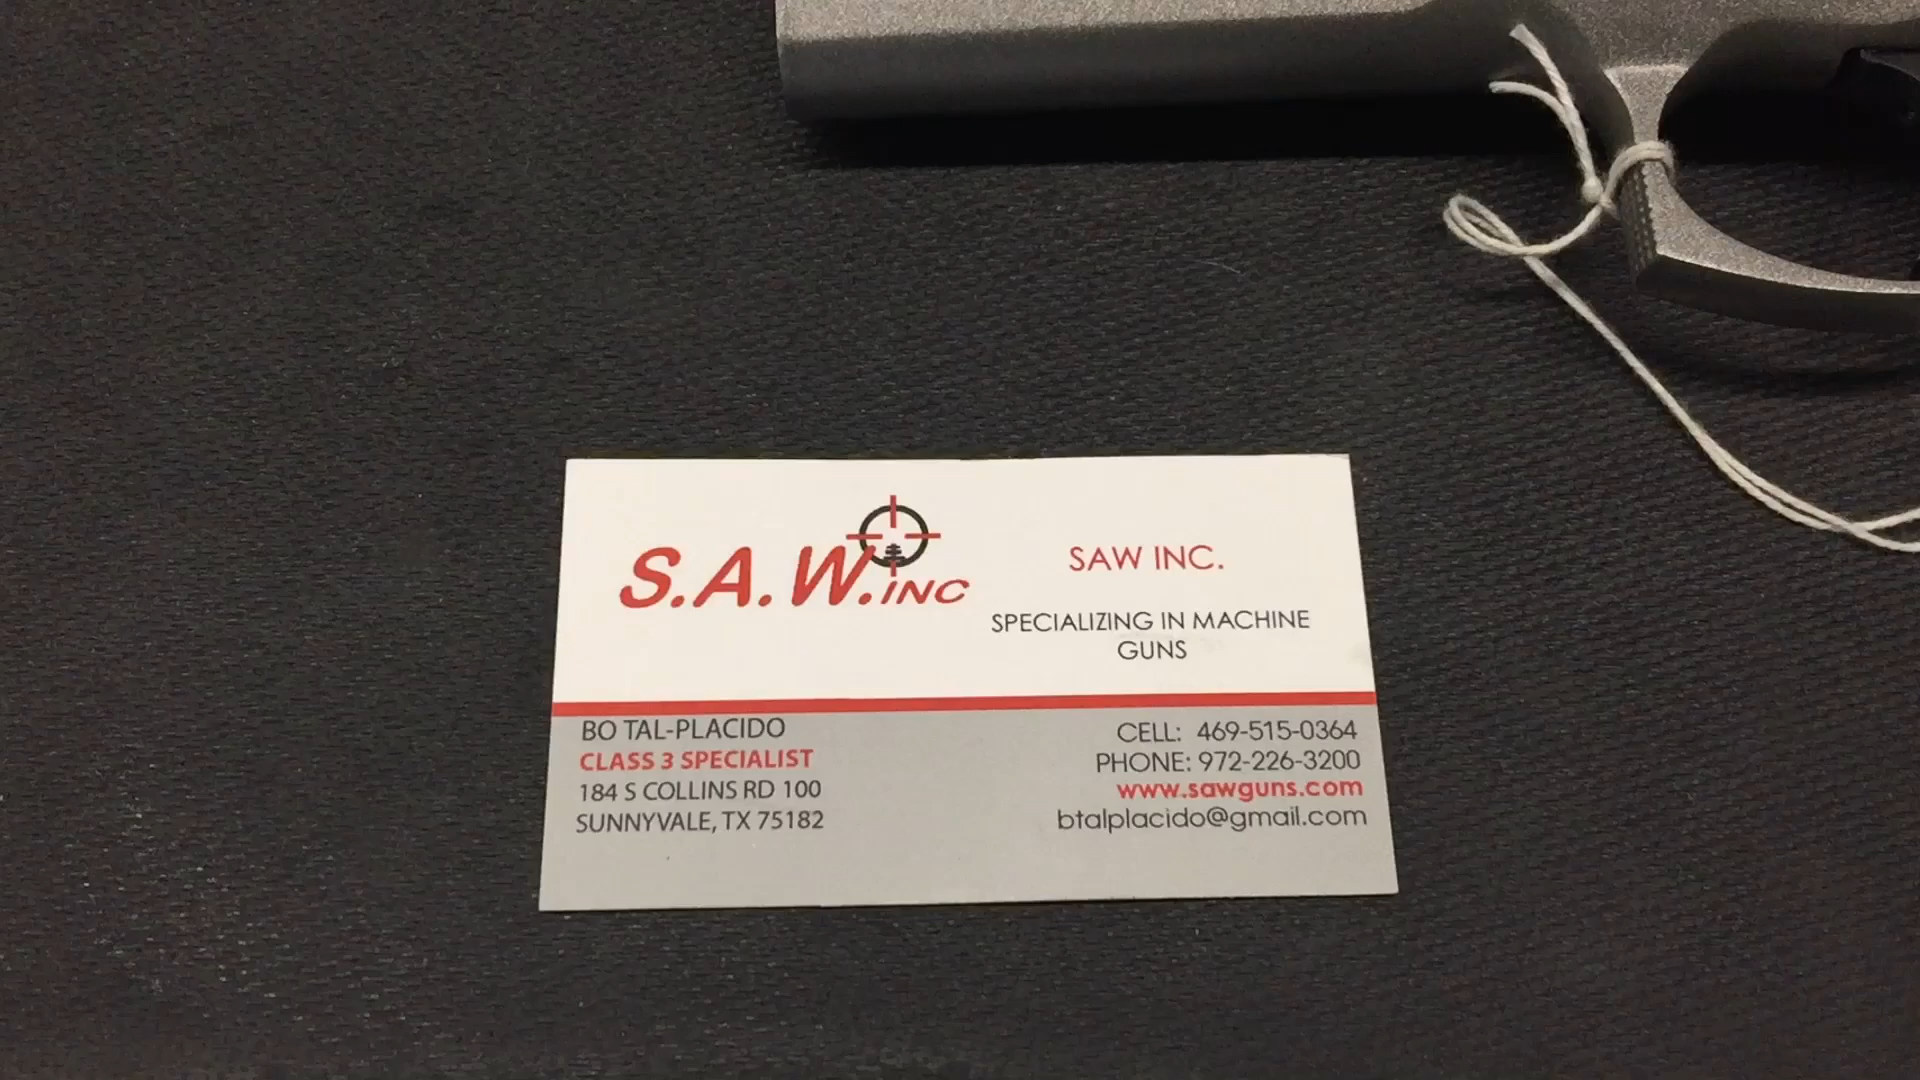 S.A.W. INC
SAW INC.
SPECIALIZING IN MACHINE
GUNS
BO TAL-PLACIDO
CLASS 3 SPECIALIST
184 S COLLINS RD 100
SUNNYVALE, TX 75182
CELL: 469-515-0364
PHONE: 972-226-3200
www.sawguns.com
btalplacido@gmail.com